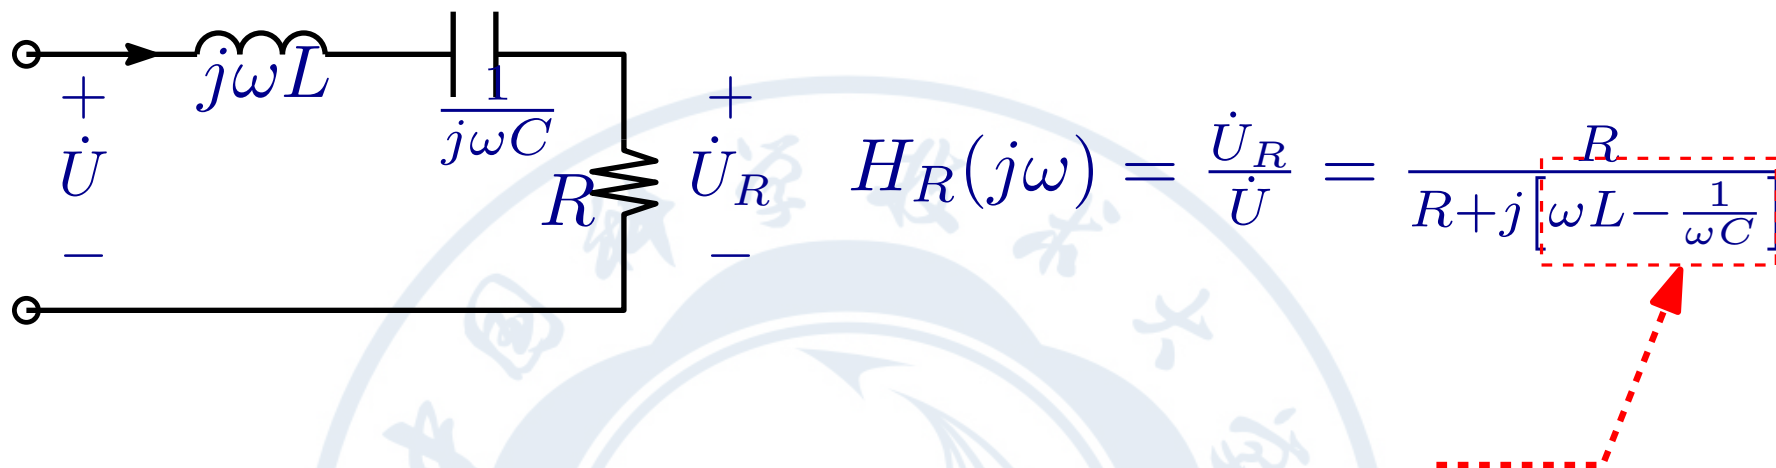 jωL
1/(jωC)
+
U̇
−
R
+
U̇_R
−
H_R(jω) = U̇_R/U̇ = R/(R+j[ωL−1/(ωC)])